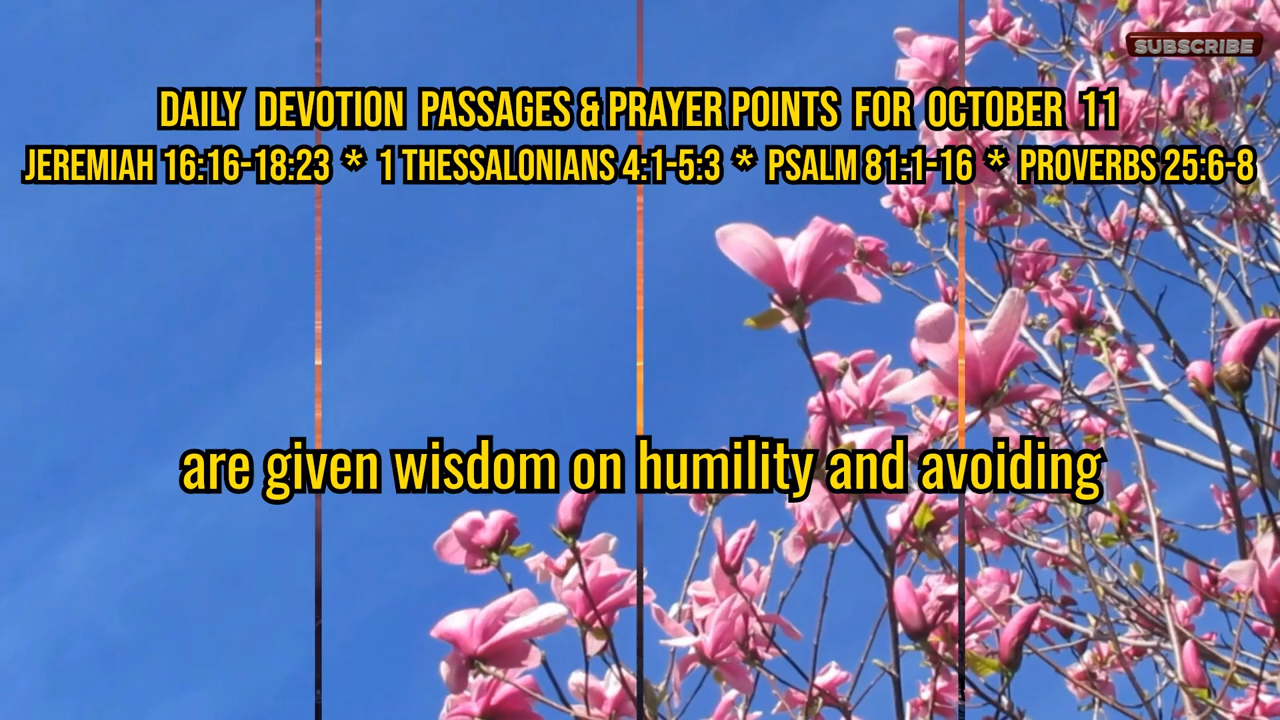 SUBSCRIBE
DAILY DEVOTION PASSAGES & PRAYER POINTS FOR OCTOBER 11
JEREMIAH 16:16-18:23 * 1 THESSALONIANS 4:1-5:3 * PSALM 81:1-16 * PROVERBS 25:6-8
are given wisdom on humility and avoiding